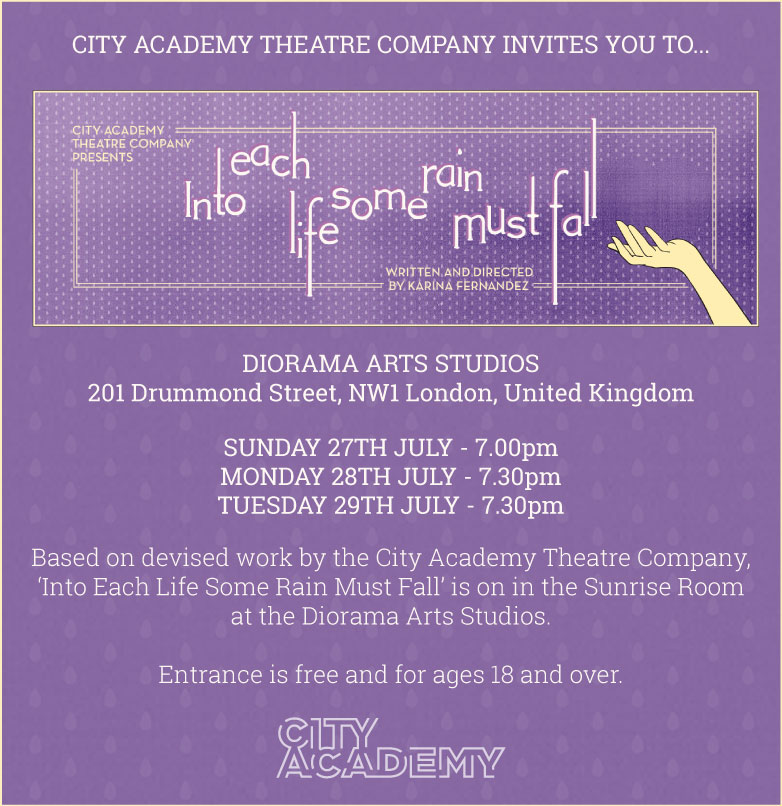 CITY ACADEMY THEATRE COMPANY INVITES YOU TO...
CITY ACADEMY
THEATRE COMPANY
PRESENTS
Into each life some rain must fall
WRITTEN AND DIRECTED
BY KARINA FERNANDEZ
DIORAMA ARTS STUDIOS
201 Drummond Street, NW1 London, United Kingdom
SUNDAY 27TH JULY - 7.00pm
MONDAY 28TH JULY - 7.30pm
TUESDAY 29TH JULY - 7.30pm
Based on devised work by the City Academy Theatre Company,
‘Into Each Life Some Rain Must Fall’ is on in the Sunrise Room
at the Diorama Arts Studios.
Entrance is free and for ages 18 and over.
CITY
ACADEMY